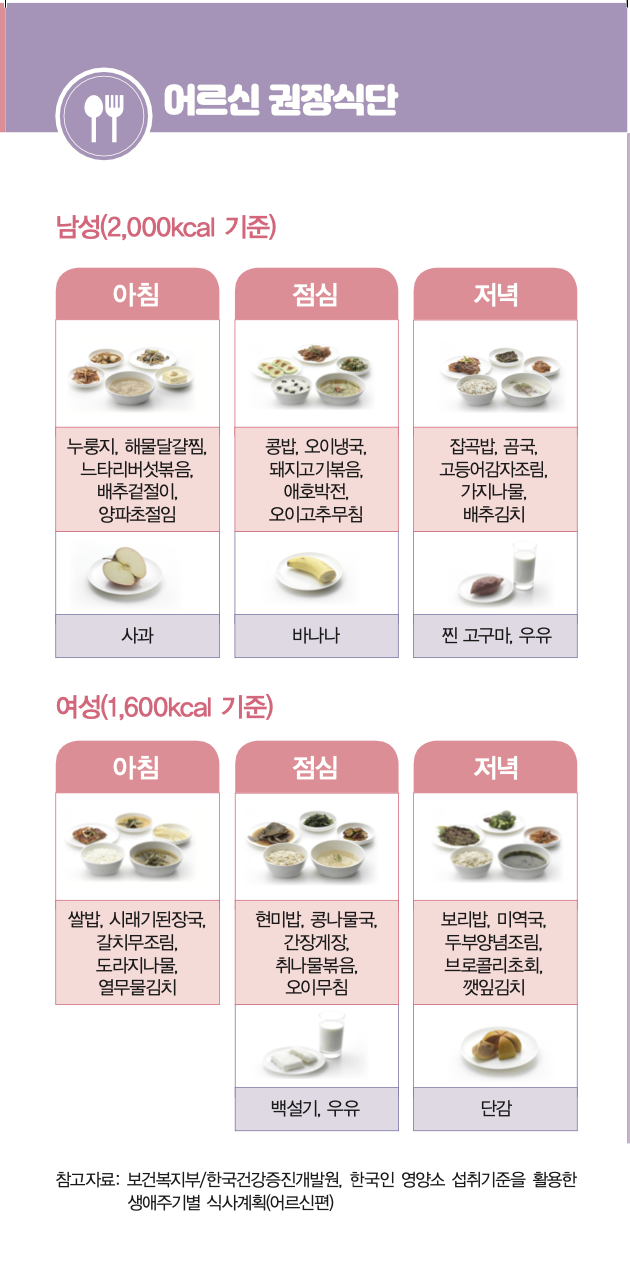 어르신 권장식단
남성(2,000kcal 기준)
아침
점심
저녁
누룽지, 해물달걀찜,
느타리버섯볶음,
배추겉절이,
양파초절임
콩밥, 오이냉국,
돼지고기볶음,
애호박전,
오이고추무침
잡곡밥, 곰국,
고등어감자조림,
가지나물,
배추김치
사과
바나나
찐 고구마, 우유
여성(1,600kcal 기준)
아침
점심
저녁
쌀밥, 시래기된장국,
갈치무조림,
도라지나물,
열무물김치
현미밥, 콩나물국,
간장게장,
취나물볶음,
오이무침
보리밥, 미역국,
두부양념조림,
브로콜리초회,
깻잎김치
백설기, 우유
단감
참고자료: 보건복지부/한국건강증진개발원, 한국인 영양소 섭취기준을 활용한
생애주기별 식사계획(어르신편)